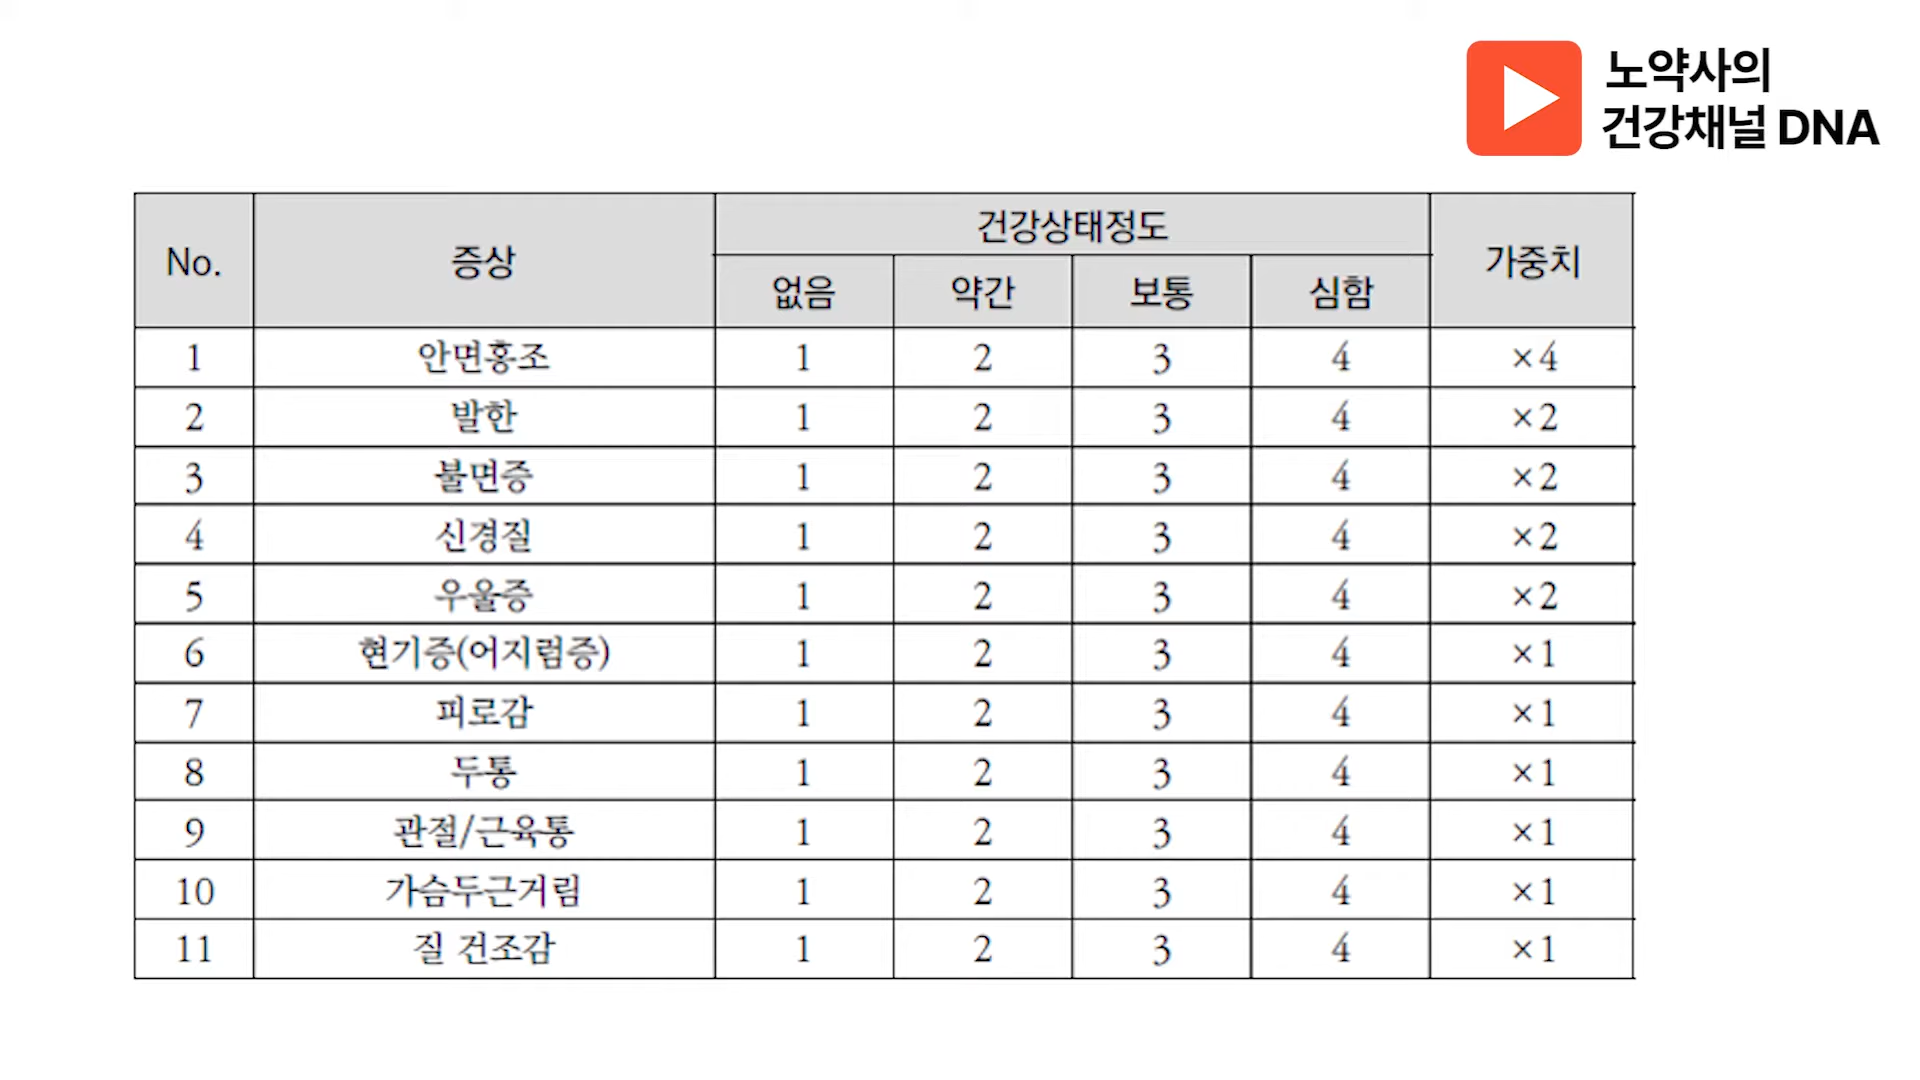 노약사의
건강채널 DNA
No. 증상 건강상태정도 가중치
없음 약간 보통 심함
1 안면홍조 1 2 3 4 ×4
2 발한 1 2 3 4 ×2
3 불면증 1 2 3 4 ×2
4 신경질 1 2 3 4 ×2
5 우울증 1 2 3 4 ×2
6 현기증(어지럼증) 1 2 3 4 ×1
7 피로감 1 2 3 4 ×1
8 두통 1 2 3 4 ×1
9 관절/근육통 1 2 3 4 ×1
10 가슴두근거림 1 2 3 4 ×1
11 질 건조감 1 2 3 4 ×1